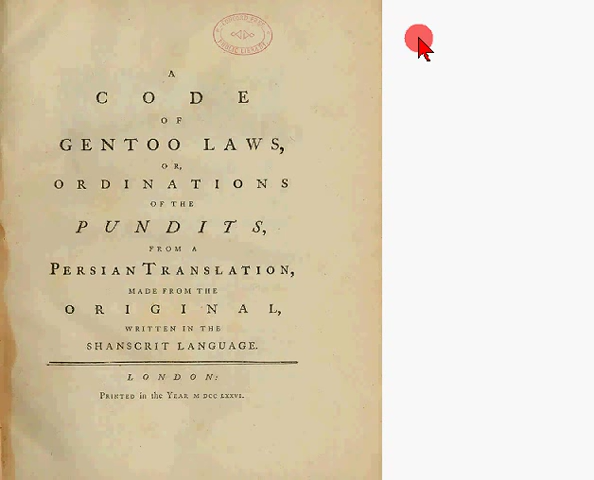 A
CODE
OF
GENTOO LAWS,
OR,
ORDINATIONS
OF THE
PUNDITS,
FROM A
PERSIAN TRANSLATION,
MADE FROM THE
ORIGINAL,
WRITTEN IN THE
SHANSCRIT LANGUAGE.
LONDON:
PRINTED in the YEAR M DCC LXXVI.